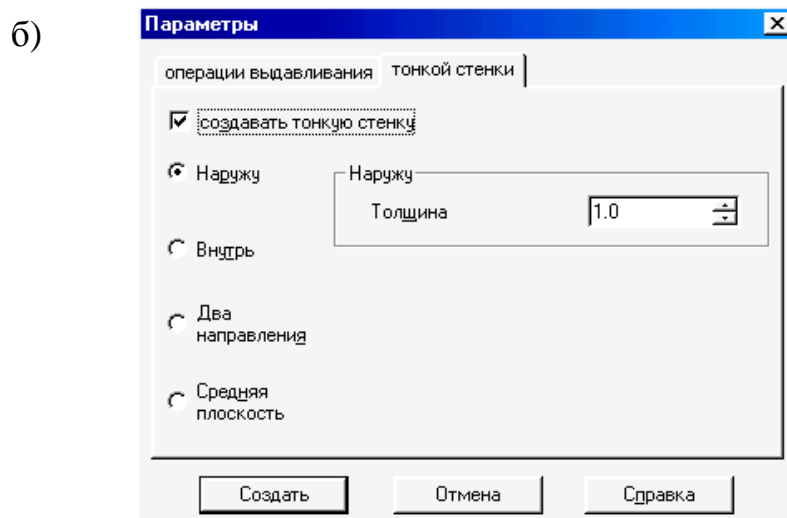 б)
Параметры
операции выдавливания тонкой стенки
создавать тонкую стенку
Наружу Наружу
Толщина 1.0
Внутрь
Два
направления
Средняя
плоскость
Создать Отмена Справка